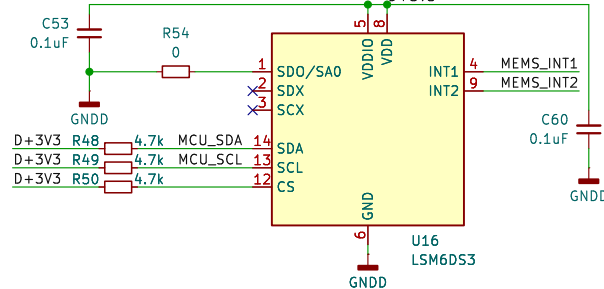 C53
0.1uF
R54
0
5
8
VDDIO
VDD
1
SDO/SA0
INT1
4
MEMS_INT1
2
SDX
INT2
9
MEMS_INT2
3
SCX
GNDD
C60
0.1uF
D+3V3 R48 4.7k MCU_SDA 14 SDA
D+3V3 R49 4.7k MCU_SCL 13 SCL
D+3V3 R50 4.7k 12 CS
GNDD
GND
6
U16
LSM6DS3
GNDD